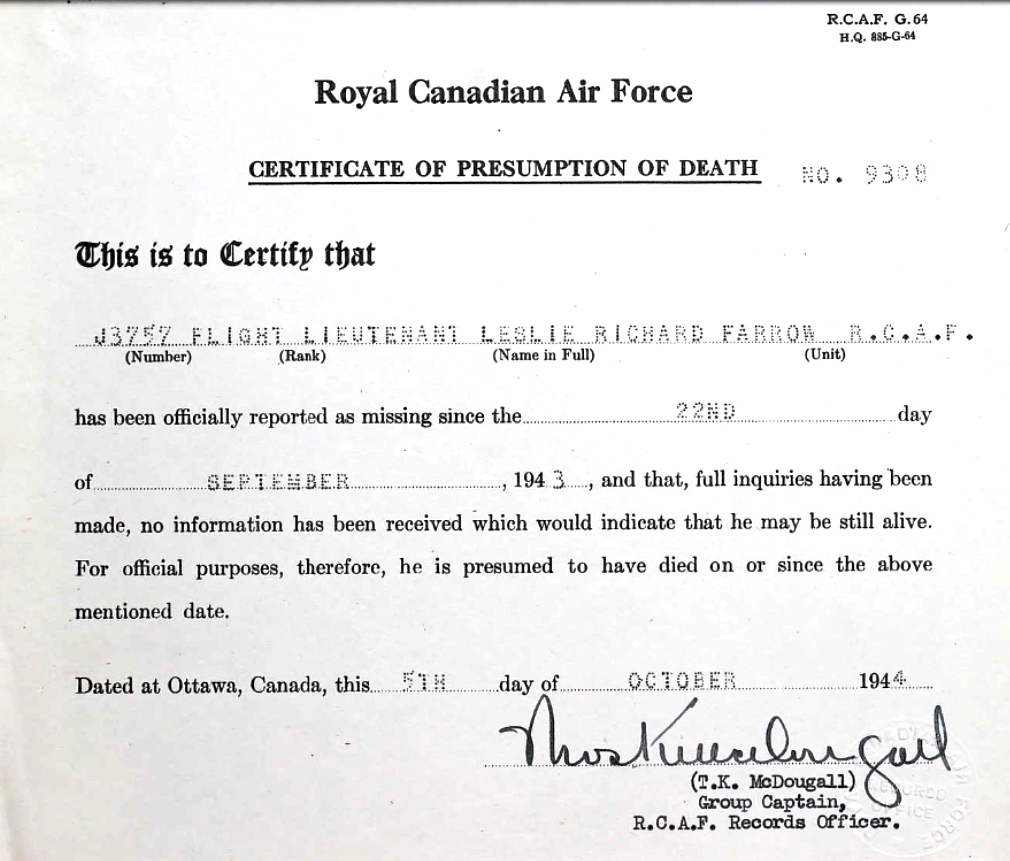 R.C.A.F. G. 64
H.Q. 885-G-64
Royal Canadian Air Force
CERTIFICATE OF PRESUMPTION OF DEATH NO. 9308
This is to Certify that
J3757 FLIGHT LIEUTENANT LESLIE RICHARD FARROW R.C.A.F.
(Number) (Rank) (Name in Full) (Unit)
has been officially reported as missing since the 22ND day
of SEPTEMBER, 1943, and that, full inquiries having been
made, no information has been received which would indicate that he may be still alive.
For official purposes, therefore, he is presumed to have died on or since the above
mentioned date.
Dated at Ottawa, Canada, this 5TH day of OCTOBER 1944
(T.K. McDougall)
Group Captain,
R.C.A.F. Records Officer.